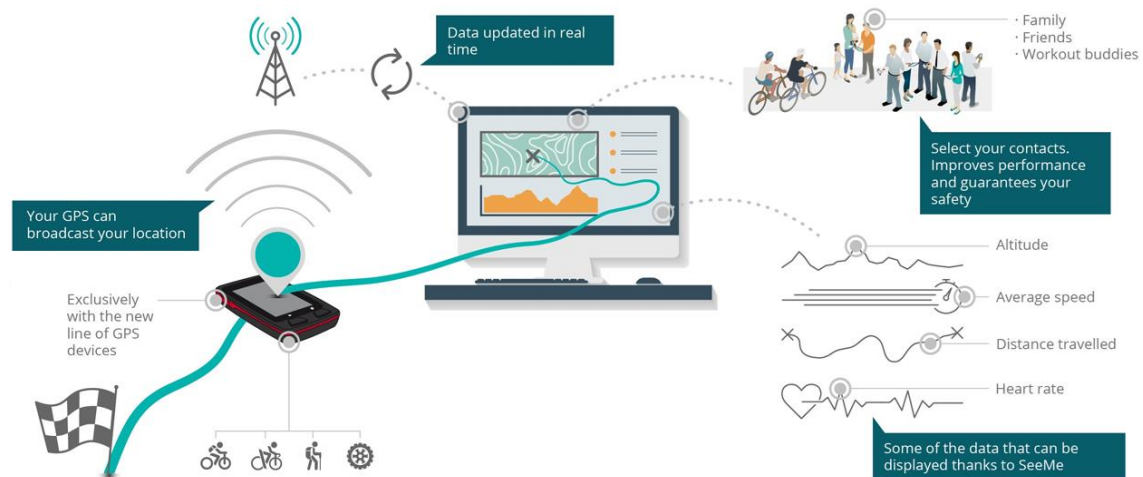 Data updated in real
time
· Family
· Friends
· Workout buddies
Select your contacts.
Improves performance
and guarantees your
safety
Your GPS can
broadcast your location
Exclusively
with the new
line of GPS
devices
Altitude
Average speed
Distance travelled
Heart rate
Some of the data that can be
displayed thanks to SeeMe